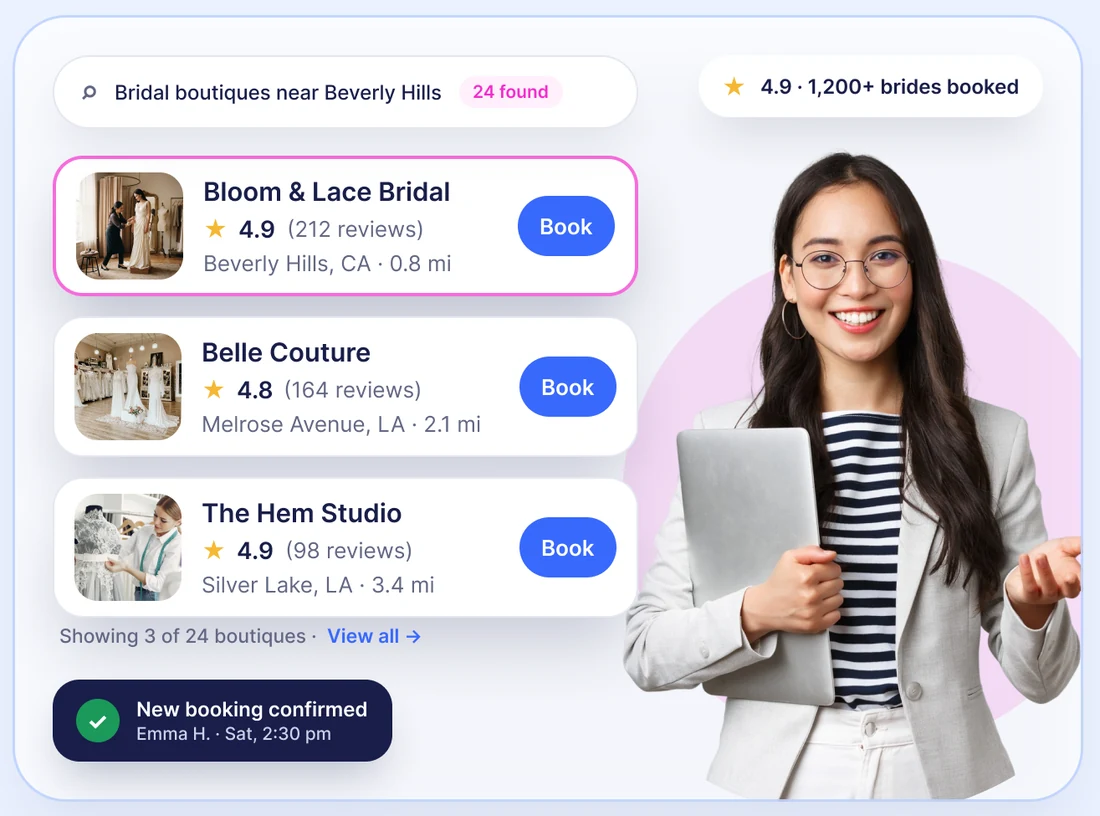 Bridal boutiques near Beverly Hills 24 found
★ 4.9 · 1,200+ brides booked
Bloom & Lace Bridal
★ 4.9 (212 reviews)
Beverly Hills, CA · 0.8 mi
Book
Belle Couture
★ 4.8 (164 reviews)
Melrose Avenue, LA · 2.1 mi
Book
The Hem Studio
★ 4.9 (98 reviews)
Silver Lake, LA · 3.4 mi
Book
Showing 3 of 24 boutiques · View all →
New booking confirmed
Emma H. · Sat, 2:30 pm